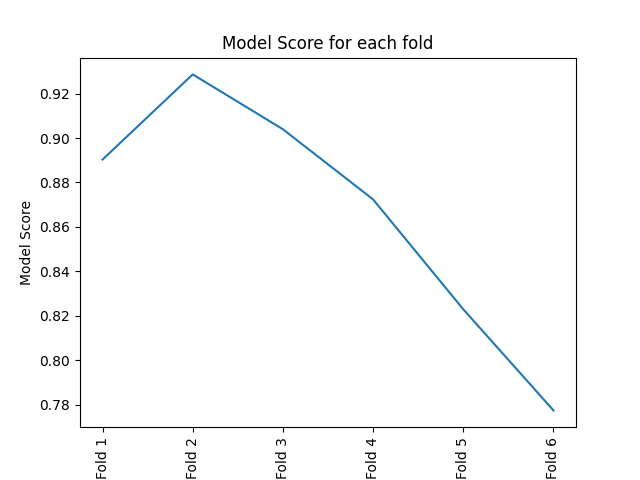 Model Score for each fold
Model Score
0.92
0.90
0.88
0.86
0.84
0.82
0.80
0.78
Fold 1
Fold 2
Fold 3
Fold 4
Fold 5
Fold 6